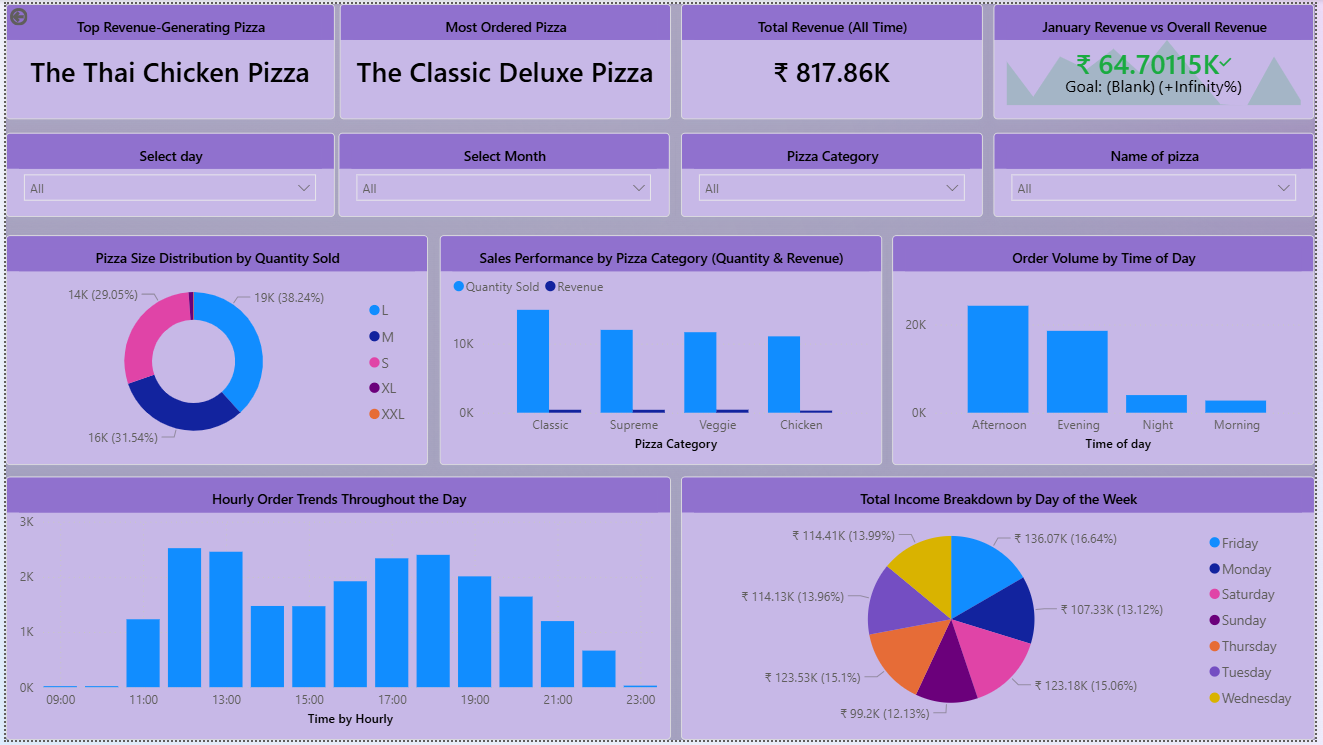 Top Revenue-Generating Pizza
The Thai Chicken Pizza
Most Ordered Pizza
The Classic Deluxe Pizza
Total Revenue (All Time)
₹ 817.86K
January Revenue vs Overall Revenue
₹ 64.70115K
Goal: (Blank) (+Infinity%)
Select day
All
Select Month
All
Pizza Category
All
Name of pizza
All
Pizza Size Distribution by Quantity Sold
14K (29.05%)
19K (38.24%)
16K (31.54%)
L
M
S
XL
XXL
Sales Performance by Pizza Category (Quantity & Revenue)
Quantity Sold Revenue
10K
0K
Classic Supreme Veggie Chicken
Pizza Category
Order Volume by Time of Day
20K
0K
Afternoon Evening Night Morning
Time of day
Hourly Order Trends Throughout the Day
3K
2K
1K
0K
09:00 11:00 13:00 15:00 17:00 19:00 21:00 23:00
Time by Hourly
Total Income Breakdown by Day of the Week
₹ 114.41K (13.99%)
₹ 136.07K (16.64%)
₹ 114.13K (13.96%)
₹ 107.33K (13.12%)
₹ 123.53K (15.1%)
₹ 123.18K (15.06%)
₹ 99.2K (12.13%)
Friday
Monday
Saturday
Sunday
Thursday
Tuesday
Wednesday